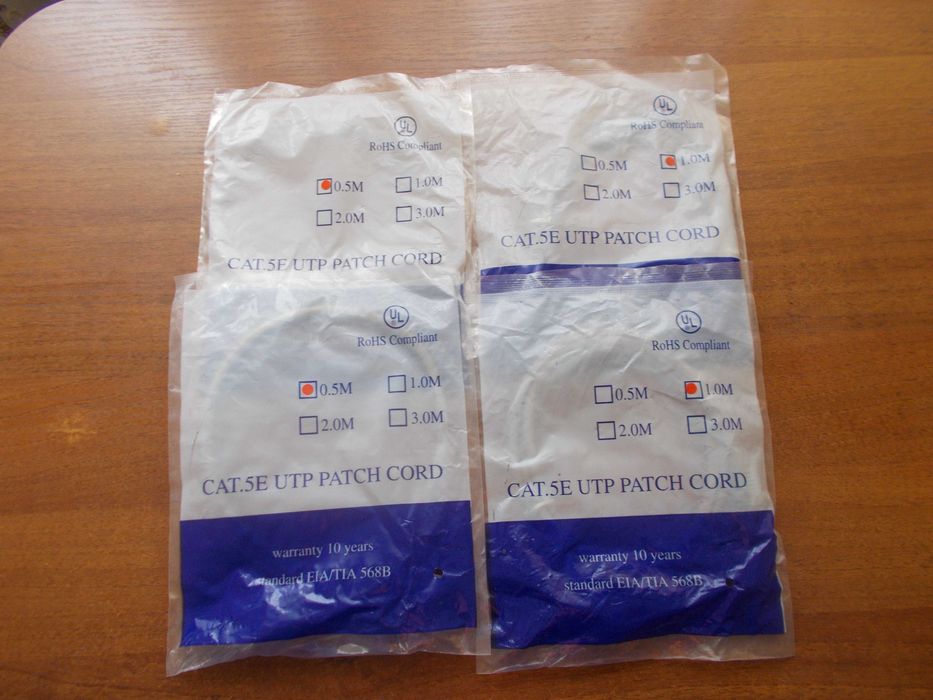 UL
RoHS Compliant
0.5M 1.0M
2.0M 3.0M
CAT.5E UTP PATCH CORD
UL
RoHS Compliant
0.5M 1.0M
2.0M 3.0M
CAT.5E UTP PATCH CORD
UL
RoHS Compliant
0.5M 1.0M
2.0M 3.0M
CAT.5E UTP PATCH CORD
warranty 10 years
standard EIA/TIA 568B
UL
RoHS Compliant
0.5M 1.0M
2.0M 3.0M
CAT.5E UTP PATCH CORD
warranty 10 years
standard EIA/TIA 568B